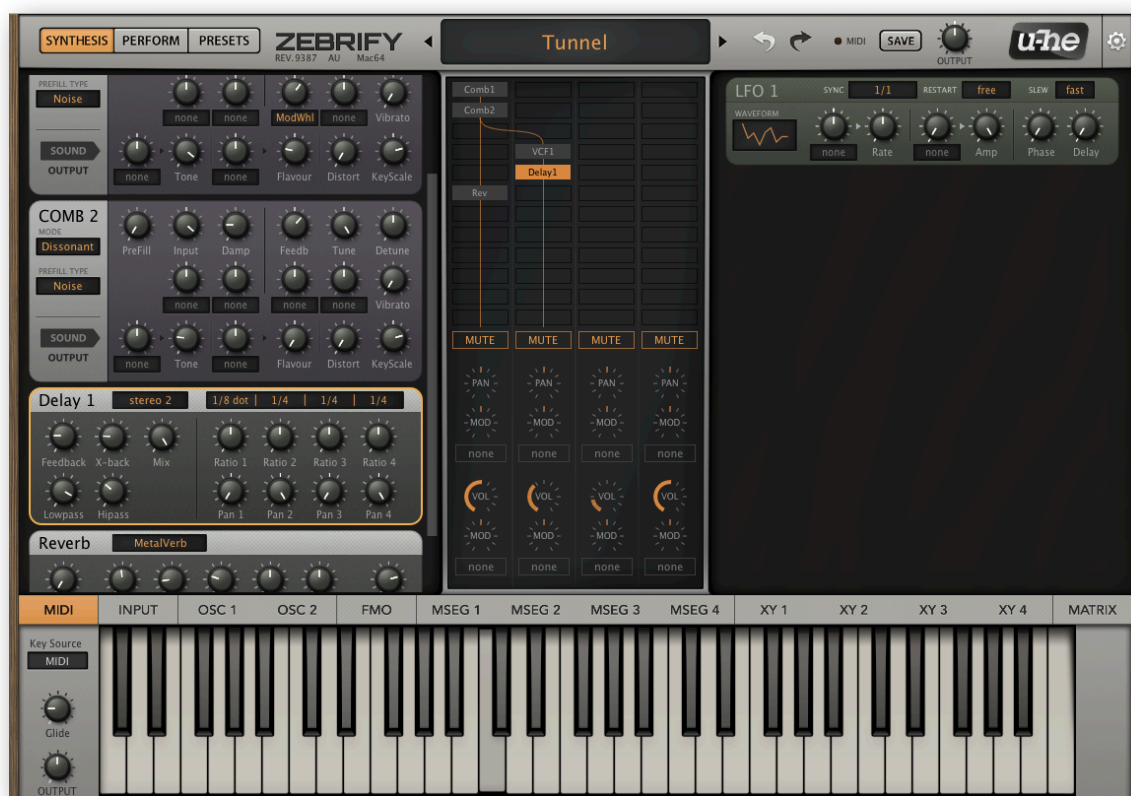 SYNTHESIS PERFORM PRESETS
ZEBRIFY
REV.9387 AU Mac64
Tunnel
MIDI SAVE
OUTPUT
u-he
PREFILL TYPE
Noise
none none ModWhl none Vibrato
SOUND
OUTPUT
none Tone none Flavour Distort KeyScale
COMB 2
MODE
Dissonant
PreFill Input Damp Feedb Tune Detune
PREFILL TYPE
Noise
none none none none Vibrato
SOUND
OUTPUT
none Tone none Flavour Distort KeyScale
Delay 1 stereo 2 1/8 dot | 1/4 | 1/4 | 1/4
Feedback X-back Mix Ratio 1 Ratio 2 Ratio 3 Ratio 4
Lowpass Hipass Pan 1 Pan 2 Pan 3 Pan 4
Reverb MetalVerb
Comb1
Comb2
VCF1
Delay1
Rev
MUTE MUTE MUTE MUTE
PAN PAN PAN PAN
MOD MOD MOD MOD
none none none none
VOL VOL VOL VOL
MOD MOD MOD MOD
none none none none
LFO 1 SYNC 1/1 RESTART free SLEW fast
WAVEFORM
none Rate none Amp Phase Delay
MIDI INPUT OSC 1 OSC 2 FMO MSEG 1 MSEG 2 MSEG 3 MSEG 4 XY 1 XY 2 XY 3 XY 4 MATRIX
Key Source
MIDI
Glide
OUTPUT